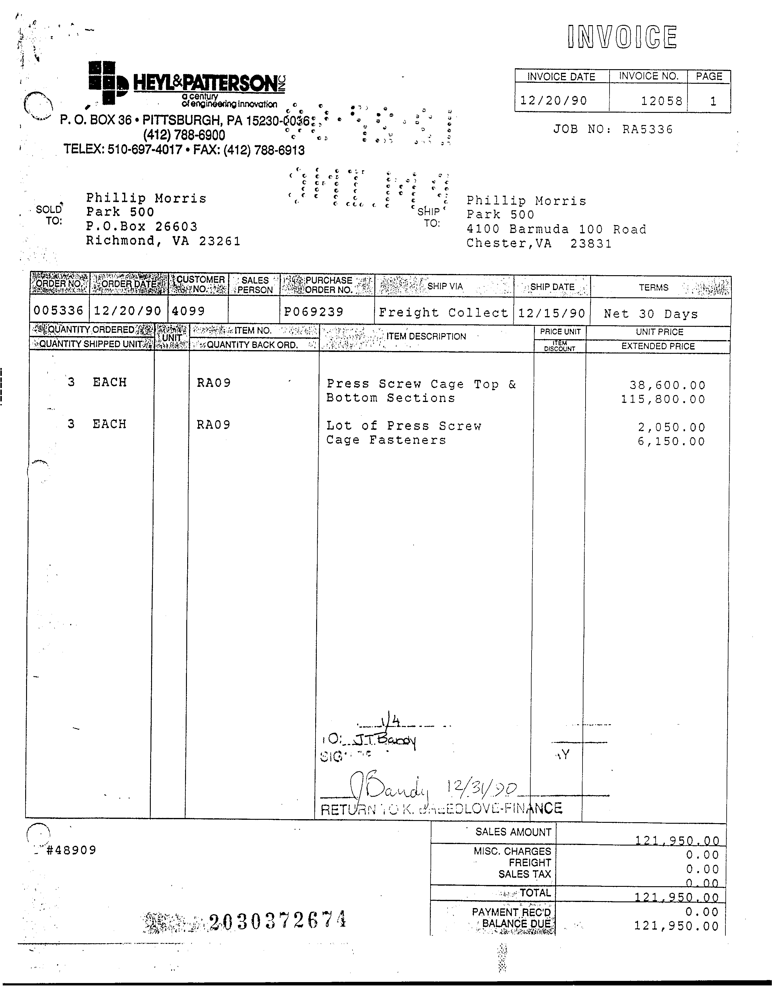 INVOICE
HEYL&PATTERSON INC
a century
of engineering innovation
P. O. BOX 36 • PITTSBURGH, PA 15230-0036
(412) 788-6900
TELEX: 510-697-4017 • FAX: (412) 788-6913
INVOICE DATE INVOICE NO. PAGE
12/20/90 12058 1
JOB NO: RA5336
SOLD TO:
Phillip Morris
Park 500
P.O.Box 26603
Richmond, VA 23261
SHIP TO:
Phillip Morris
Park 500
4100 Barmuda 100 Road
Chester,VA 23831
ORDER NO. ORDER DATE CUSTOMER NO. SALES PERSON PURCHASE ORDER NO. SHIP VIA SHIP DATE TERMS
005336 12/20/90 4099 P069239 Freight Collect 12/15/90 Net 30 Days
QUANTITY ORDERED UNIT ITEM NO. ITEM DESCRIPTION PRICE UNIT UNIT PRICE
QUANTITY SHIPPED UNIT QUANTITY BACK ORD. ITEM DISCOUNT EXTENDED PRICE
3 EACH RA09 Press Screw Cage Top & 38,600.00
Bottom Sections 115,800.00
3 EACH RA09 Lot of Press Screw 2,050.00
Cage Fasteners 6,150.00
1/4
TO: J.T. Bandy
JBandy 12/31/90
RETURN TO K. BREEDLOVE-FINANCE
SALES AMOUNT 121,950.00
#48909
MISC. CHARGES 0.00
FREIGHT 0.00
SALES TAX 0.00
TOTAL 121,950.00
PAYMENT REC'D 0.00
BALANCE DUE 121,950.00
2030372674